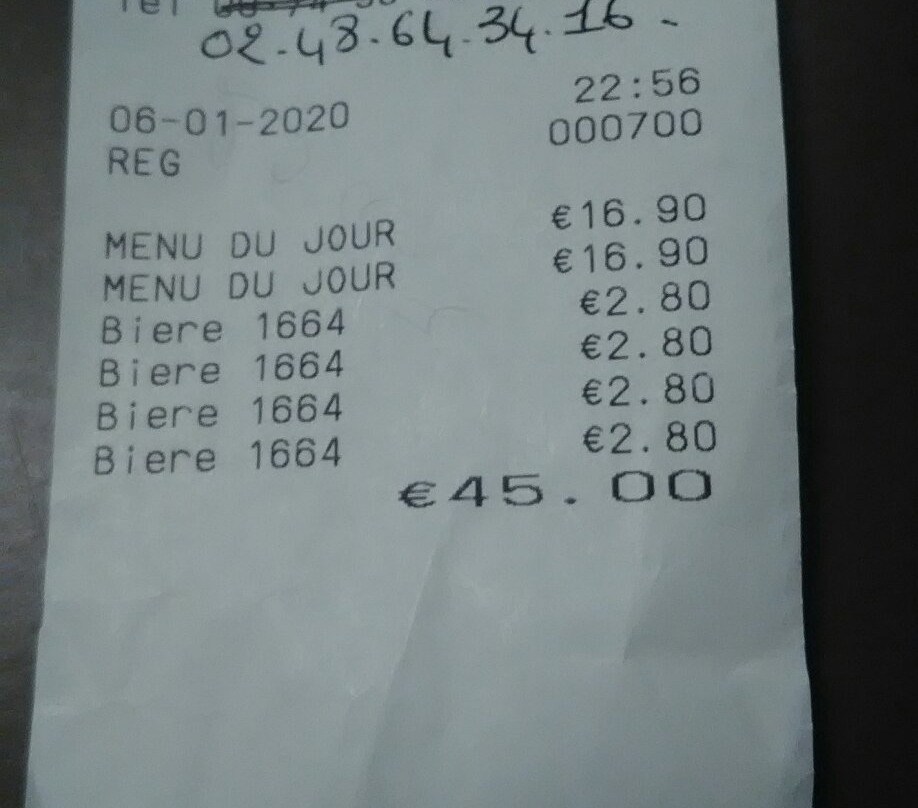 Tel
02.48.64.34.16.
06-01-2020 22:56
REG 000700
MENU DU JOUR €16.90
MENU DU JOUR €16.90
Biere 1664 €2.80
Biere 1664 €2.80
Biere 1664 €2.80
Biere 1664 €2.80
€45.00